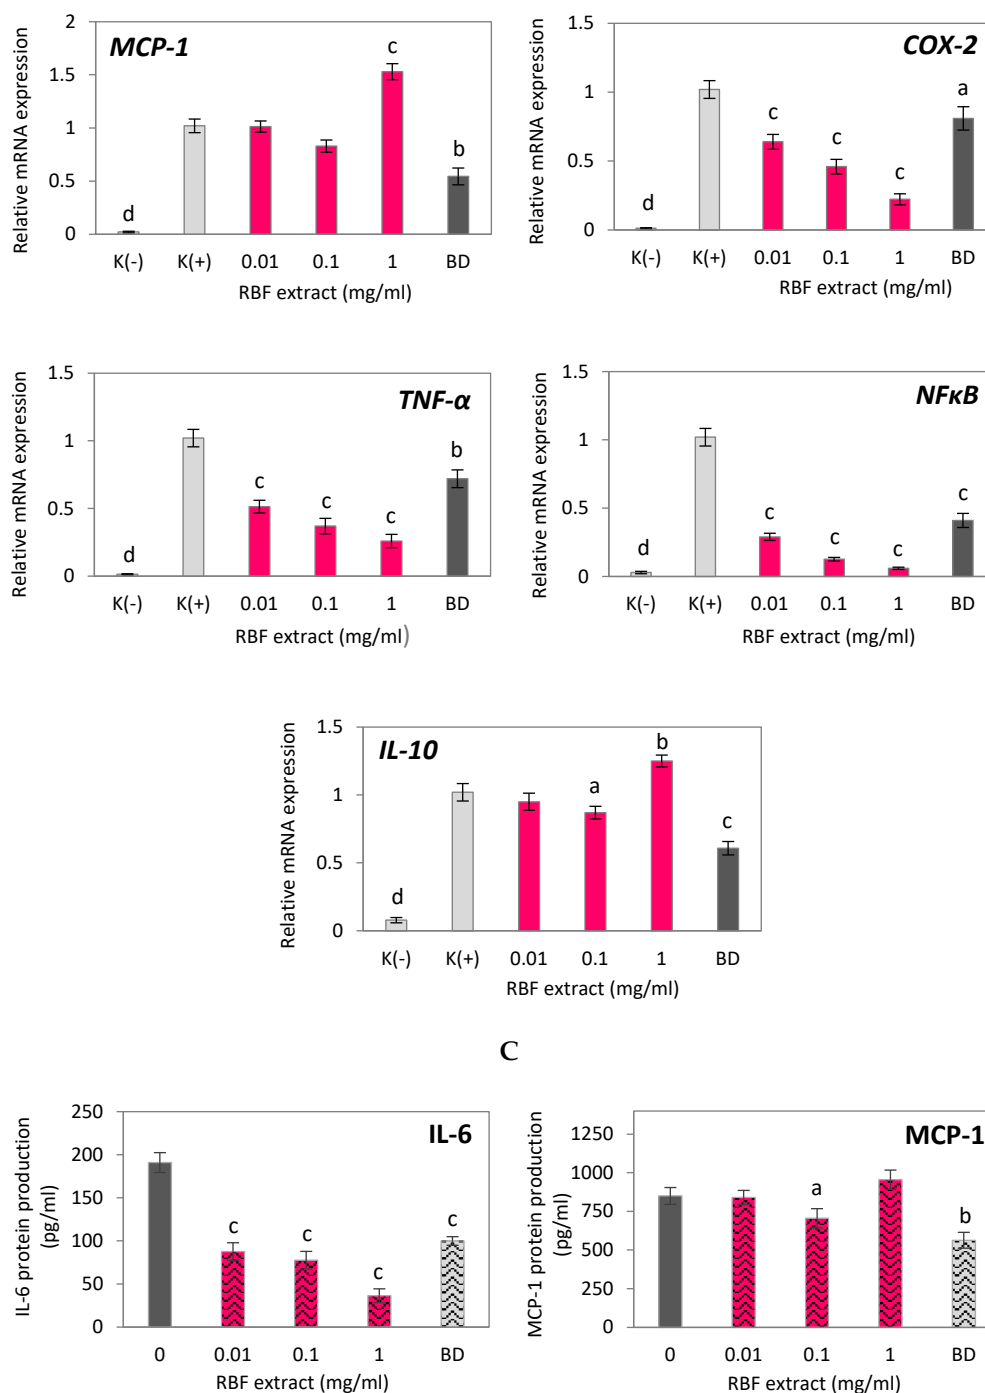 MCP-1
Relative mRNA expression
2
1.5
1
0.5
0
d
c
b
K(-) K(+) 0.01 0.1 1 BD
RBF extract (mg/ml)
COX-2
Relative mRNA expression
1.5
1
0.5
0
d
c
c
c
a
K(-) K(+) 0.01 0.1 1 BD
RBF extract (mg/ml)
TNF-α
Relative mRNA expression
1.5
1
0.5
0
d
c
c
c
b
K(-) K(+) 0.01 0.1 1 BD
RBF extract (mg/ml)
NFκB
Relative mRNA expression
1.5
1
0.5
0
d
c
c
c
c
K(-) K(+) 0.01 0.1 1 BD
RBF extract (mg/ml)
IL-10
Relative mRNA expression
1.5
1
0.5
0
d
a
b
c
K(-) K(+) 0.01 0.1 1 BD
RBF extract (mg/ml)
C
IL-6
IL-6 protein production
(pg/ml)
250
200
150
100
50
0
c
c
c
c
0 0.01 0.1 1 BD
RBF extract (mg/ml)
MCP-1
MCP-1 protein production
(pg/ml)
1250
1000
750
500
250
0
a
b
0 0.01 0.1 1 BD
RBF extract (mg/ml)